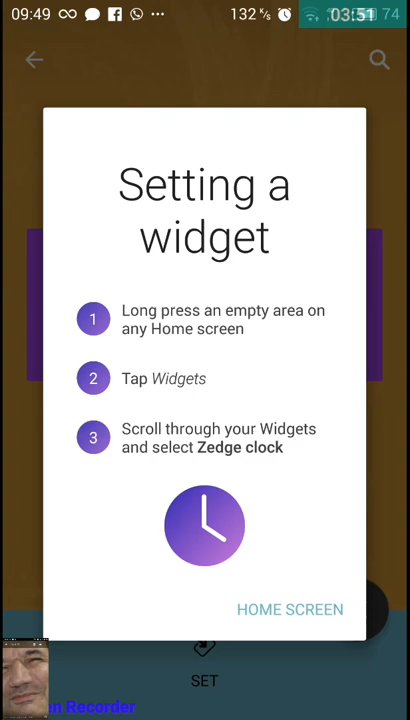 09:49 132 K/s 03:51 74
Setting a
widget
1 Long press an empty area on
any Home screen
2 Tap Widgets
3 Scroll through your Widgets
and select Zedge clock
HOME SCREEN
SET
en Recorder